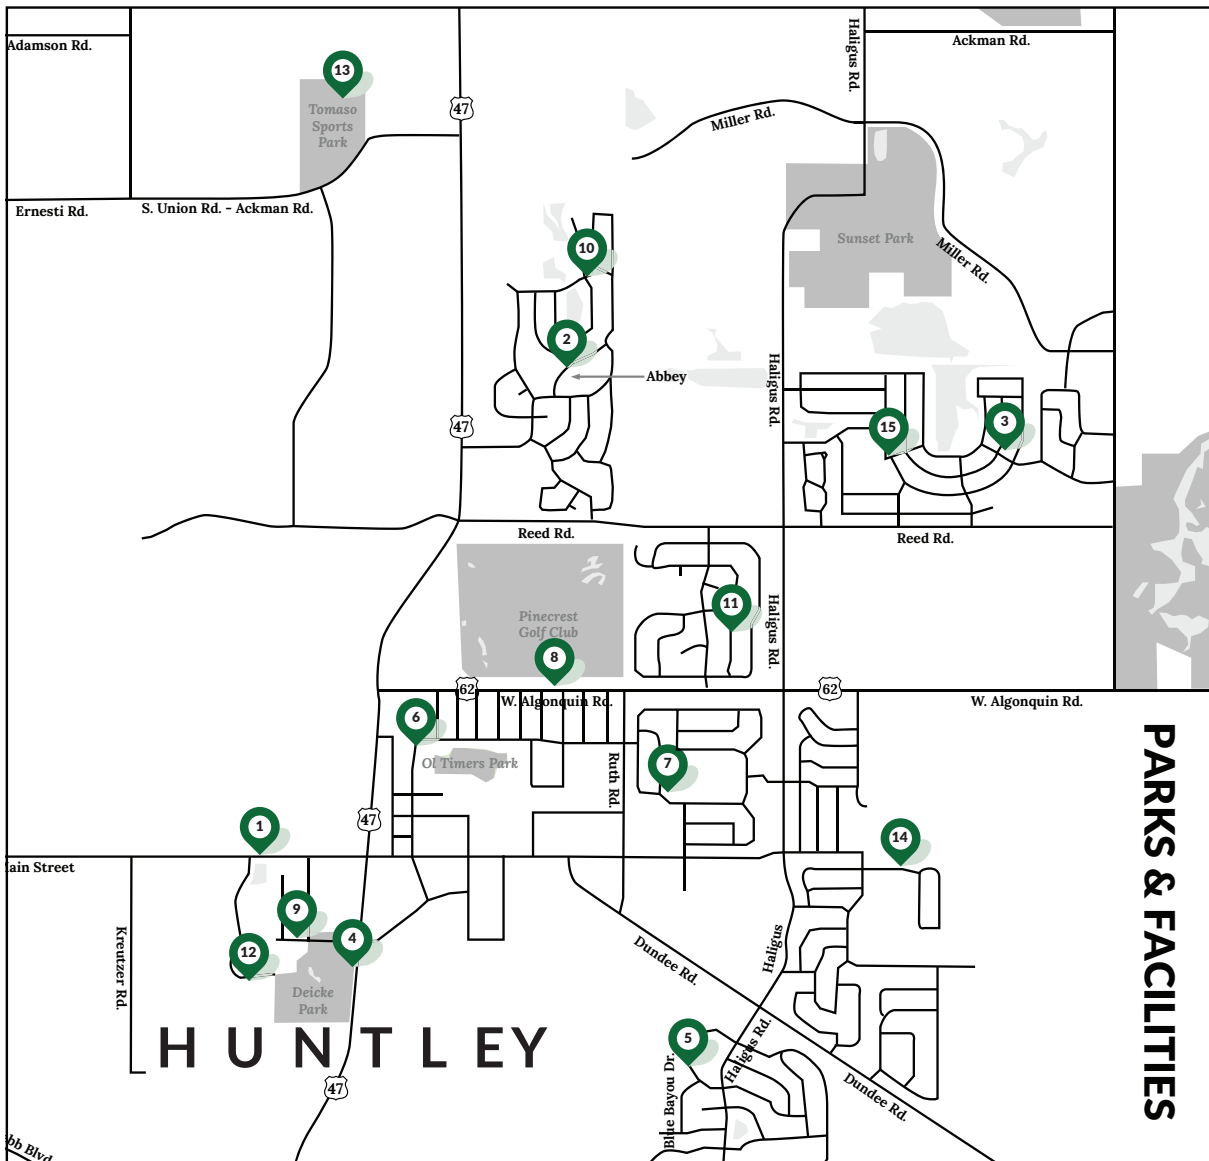 Adamson Rd.
13
Tomaso
Sports
Park
47
Haligus Rd.
Ackman Rd.
Miller Rd.
Ernesti Rd.
S. Union Rd. - Ackman Rd.
10
Sunset Park
Miller Rd.
2
Abbey
Haligus Rd.
47
15
3
Reed Rd.
Reed Rd.
Pinecrest
Golf Club
11
Haligus Rd.
8
62
62
W. Algonquin Rd.
W. Algonquin Rd.
6
Ol Timers Park
7
Ruth Rd.
PARKS & FACILITIES
1
47
14
ain Street
9
4
12
Kreutzer Rd.
Deicke
Park
Dundee Rd.
Haligus
HUNTLEY
5
Haligus Rd.
Blue Bayou Dr.
Dundee Rd.
47
bb Blvd